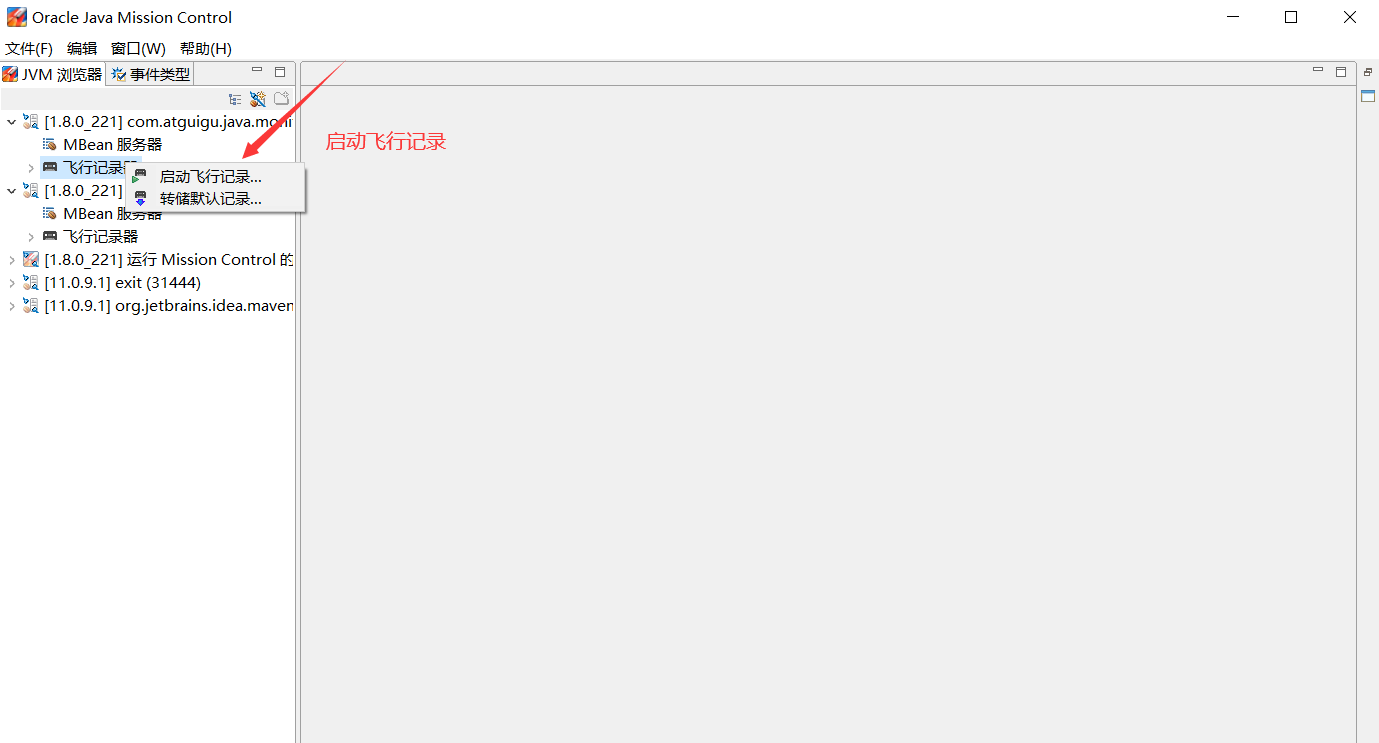 Oracle Java Mission Control
文件(F) 编辑 窗口(W) 帮助(H)
JVM 浏览器 事件类型
[1.8.0_221] com.atguigu.java.moni
MBean 服务器
飞行记录器
启动飞行记录...
转储默认记录...
启动飞行记录
[1.8.0_221]
MBean 服务器
飞行记录器
[1.8.0_221] 运行 Mission Control 的
[11.0.9.1] exit (31444)
[11.0.9.1] org.jetbrains.idea.maven